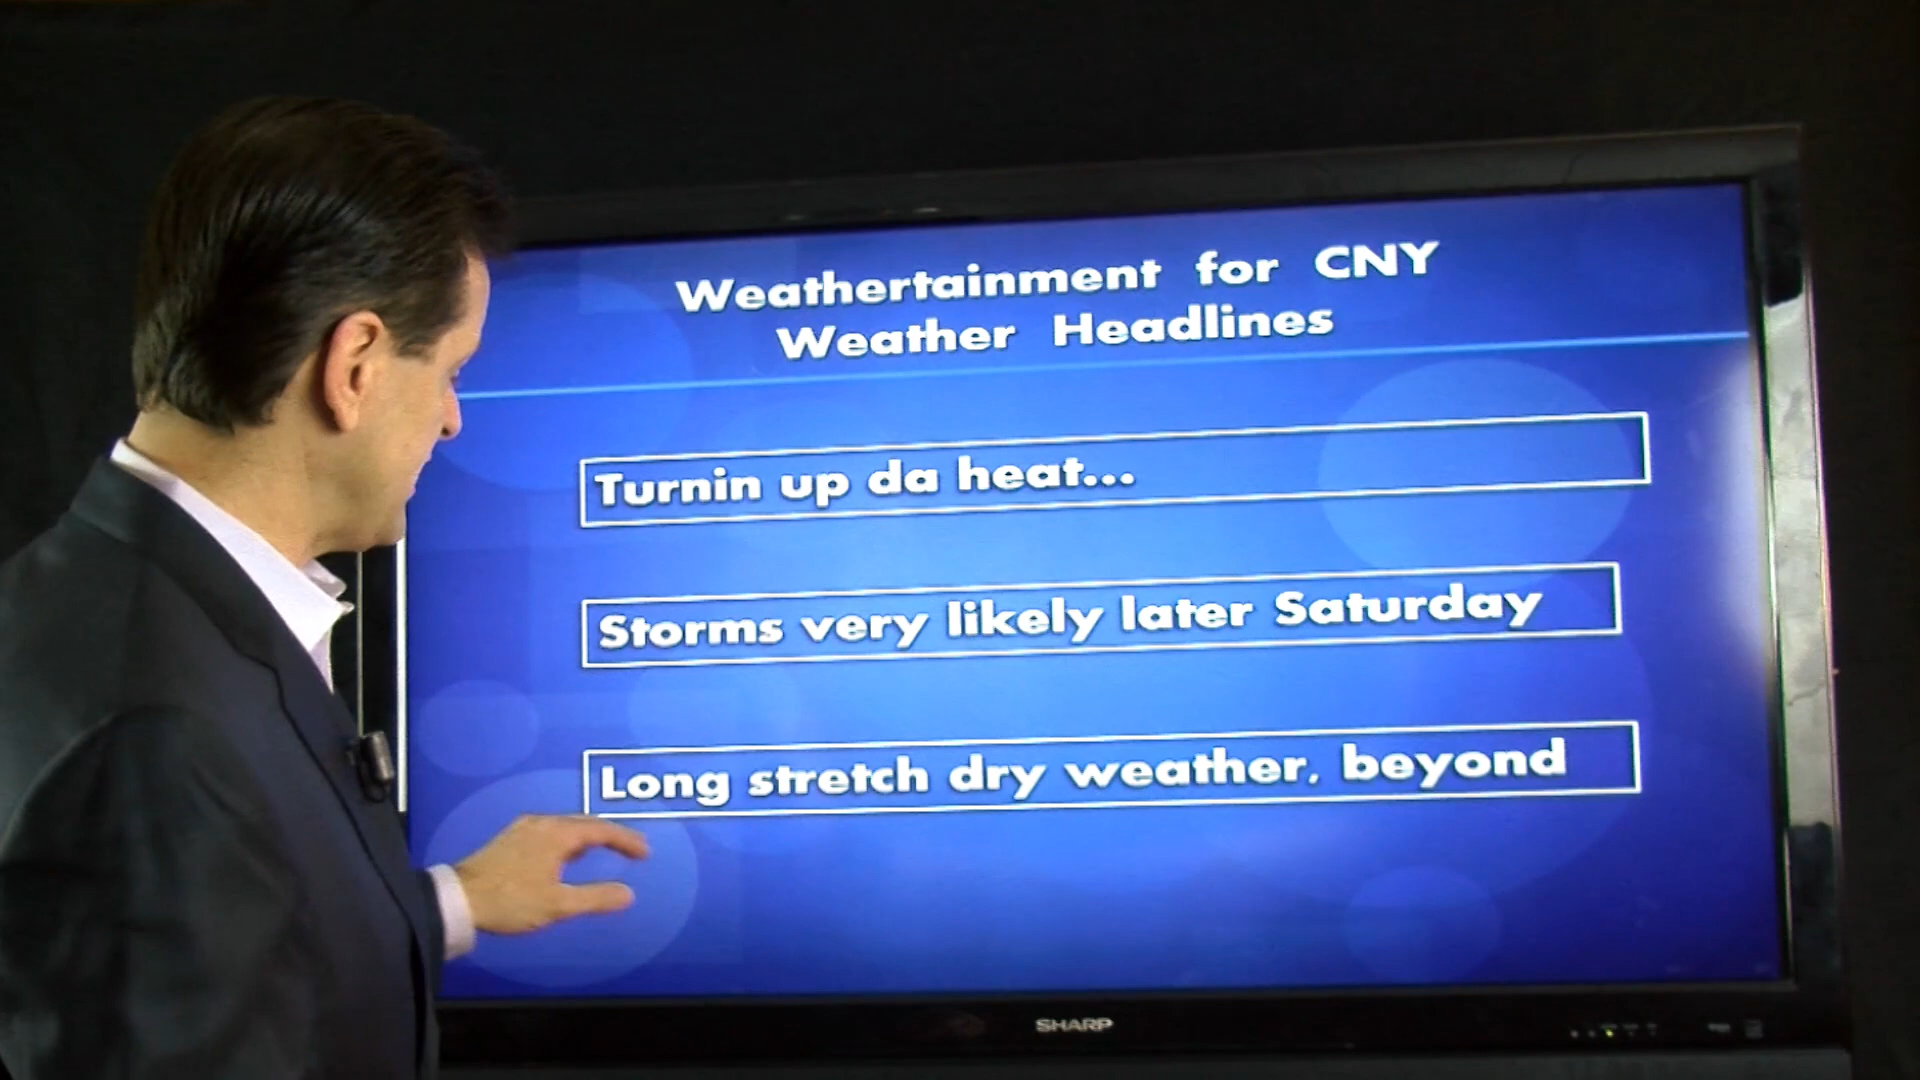 Weathertainment for CNY
Weather Headlines
Turnin up da heat...
Storms very likely later Saturday
Long stretch dry weather, beyond
SHARP